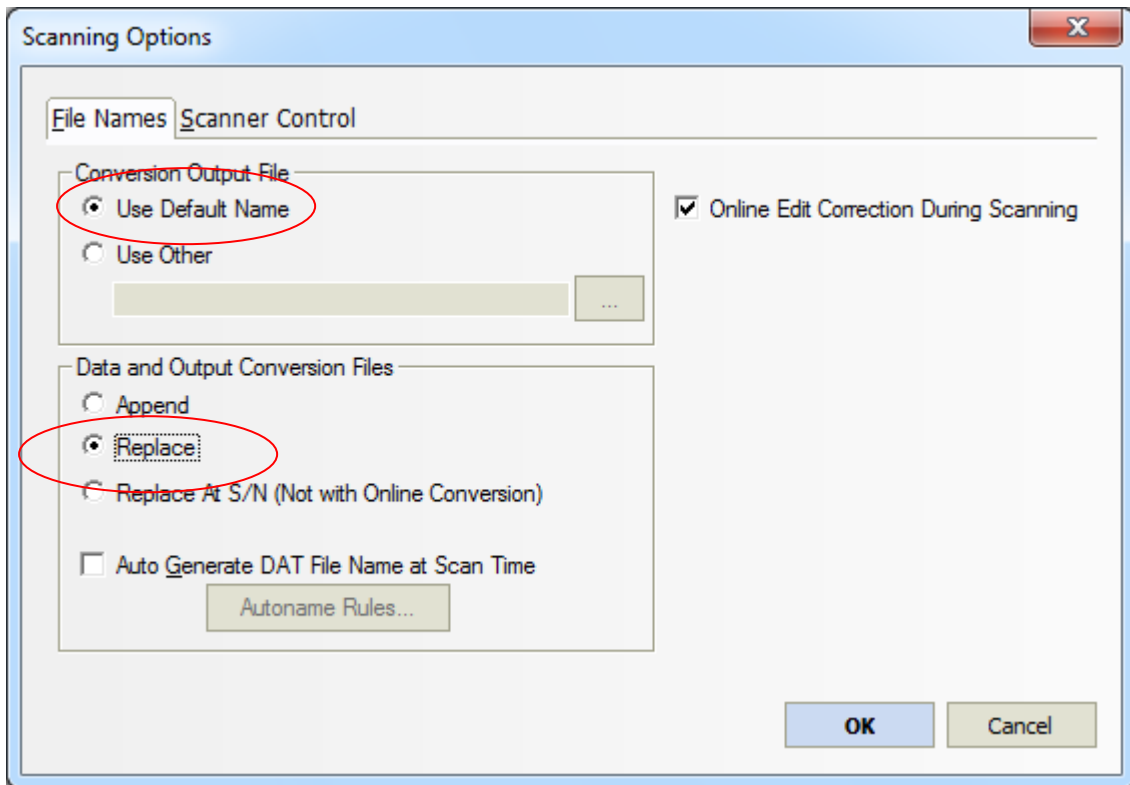 Scanning Options
File Names Scanner Control
Conversion Output File
Use Default Name
Online Edit Correction During Scanning
Use Other
...
Data and Output Conversion Files
Append
Replace
Replace At S/N (Not with Online Conversion)
Auto Generate DAT File Name at Scan Time
Autoname Rules...
OK Cancel